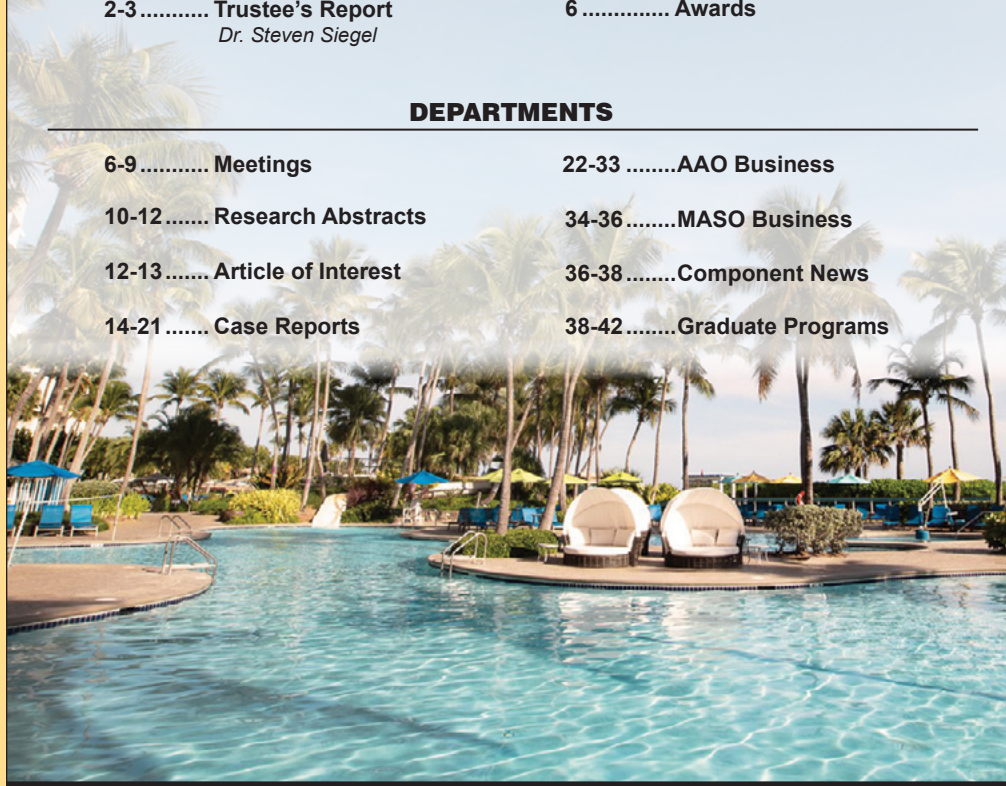 2-3........... Trustee's Report
Dr. Steven Siegel
6 ............. Awards
DEPARTMENTS
6-9........... Meetings
10-12....... Research Abstracts
12-13....... Article of Interest
14-21....... Case Reports
22-33 ........AAO Business
34-36........MASO Business
36-38........Component News
38-42........Graduate Programs